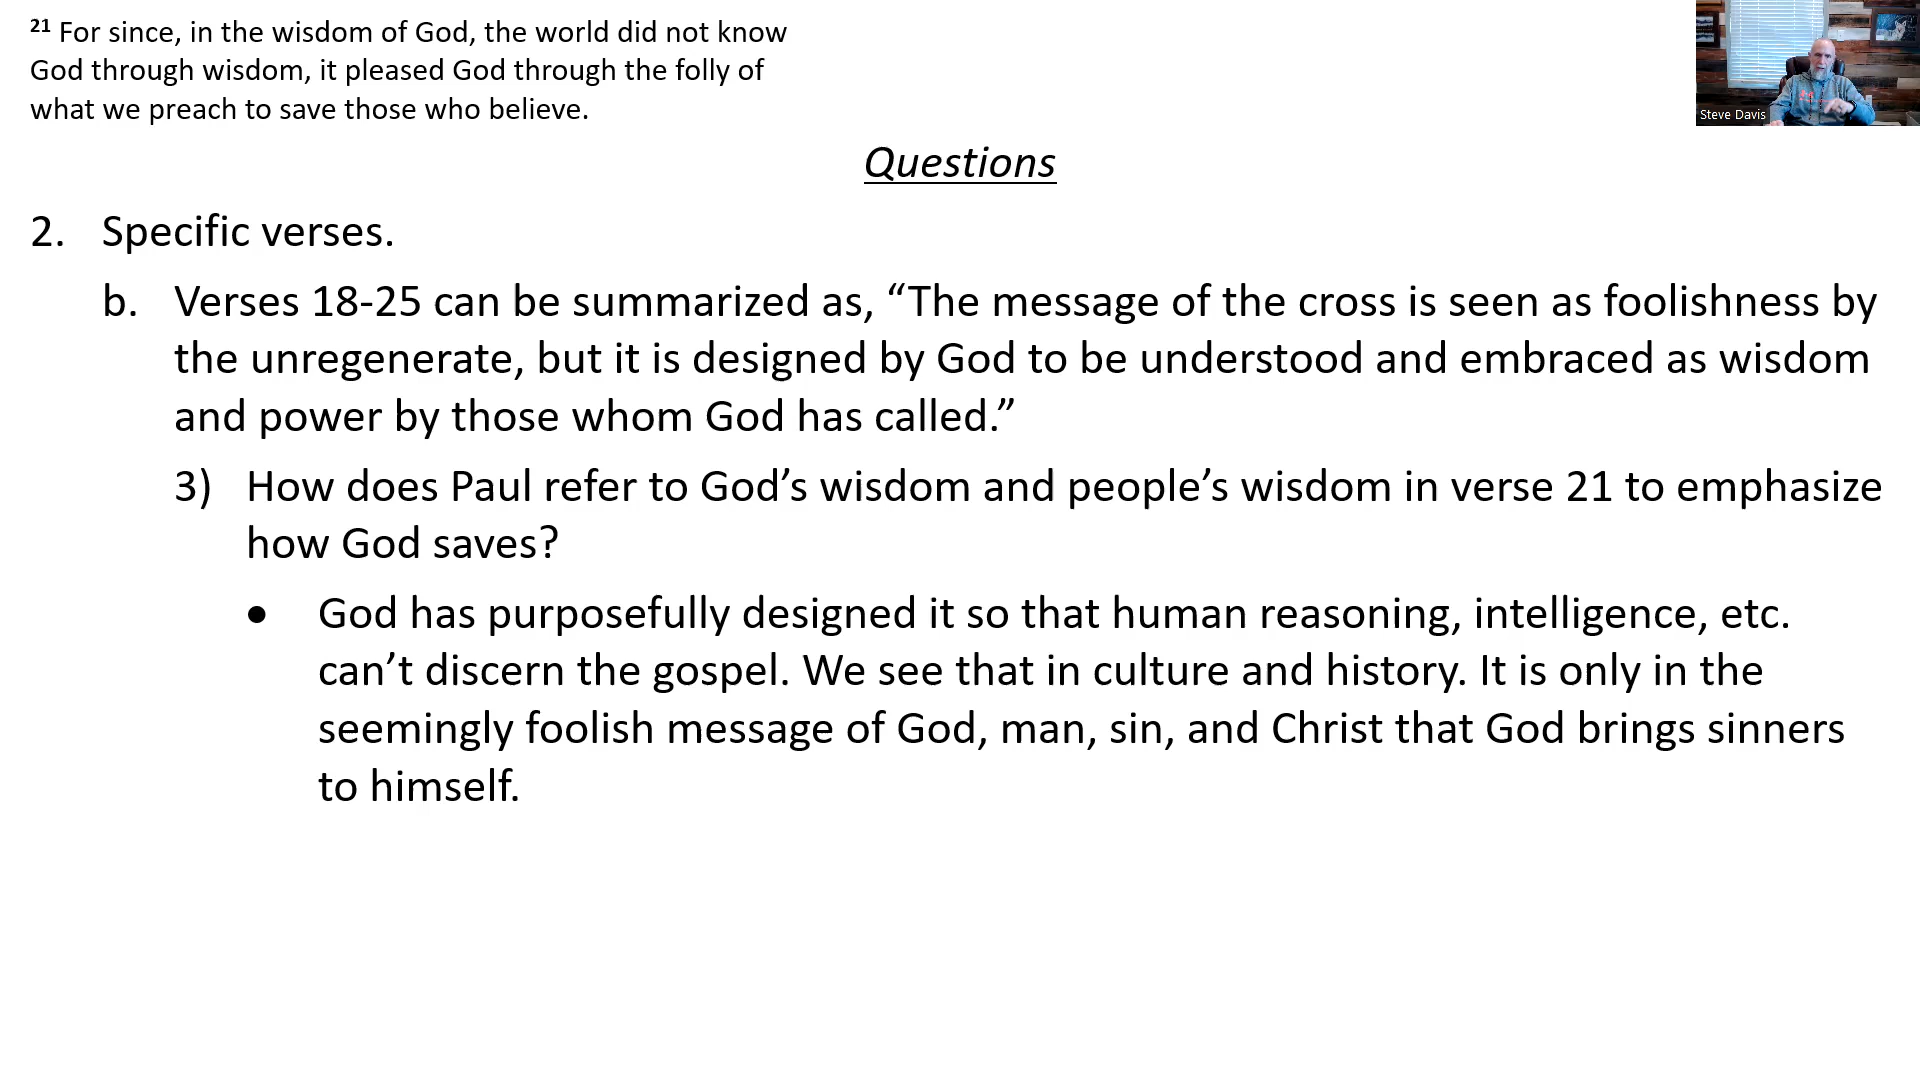 21 For since, in the wisdom of God, the world did not know
God through wisdom, it pleased God through the folly of
what we preach to save those who believe.
Steve Davis
Questions
2. Specific verses.
b. Verses 18-25 can be summarized as, “The message of the cross is seen as foolishness by
the unregenerate, but it is designed by God to be understood and embraced as wisdom
and power by those whom God has called.”
3) How does Paul refer to God’s wisdom and people’s wisdom in verse 21 to emphasize
how God saves?
• God has purposefully designed it so that human reasoning, intelligence, etc.
can’t discern the gospel. We see that in culture and history. It is only in the
seemingly foolish message of God, man, sin, and Christ that God brings sinners
to himself.